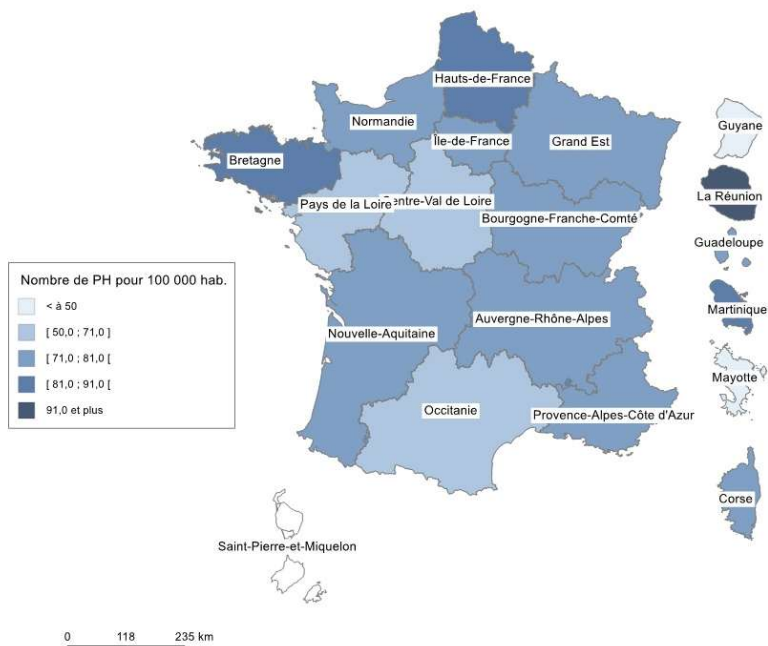 Hauts-de-France
Normandie
Île-de-France
Grand Est
Guyane
Bretagne
La Réunion
Pays de la Loire
Centre-Val de Loire
Bourgogne-Franche-Comté
Guadeloupe
Nombre de PH pour 100 000 hab.
< à 50
[ 50,0 ; 71,0 [
[ 71,0 ; 81,0 [
[ 81,0 ; 91,0 [
91,0 et plus
Martinique
Auvergne-Rhône-Alpes
Nouvelle-Aquitaine
Mayotte
Occitanie
Provence-Alpes-Côte d'Azur
Corse
Saint-Pierre-et-Miquelon
0 118 235 km